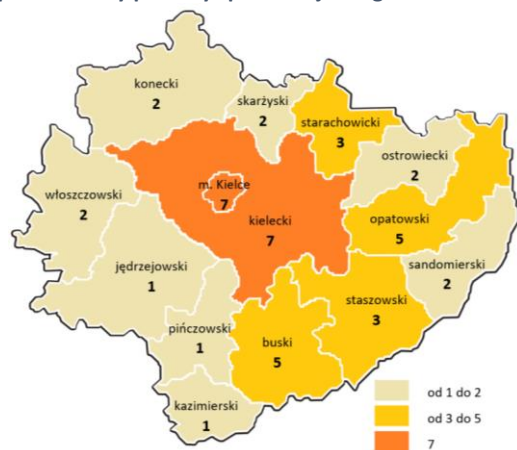 konecki
2
skarżyski
2
starachowicki
3
ostrowiecki
2
m. Kielce
7
włoszczowski
2
kielecki
7
opatowski
5
sandomierski
2
jędrzejowski
1
staszowski
3
pińczowski
1
buski
5
kazimierski
1
od 1 do 2
od 3 do 5
7